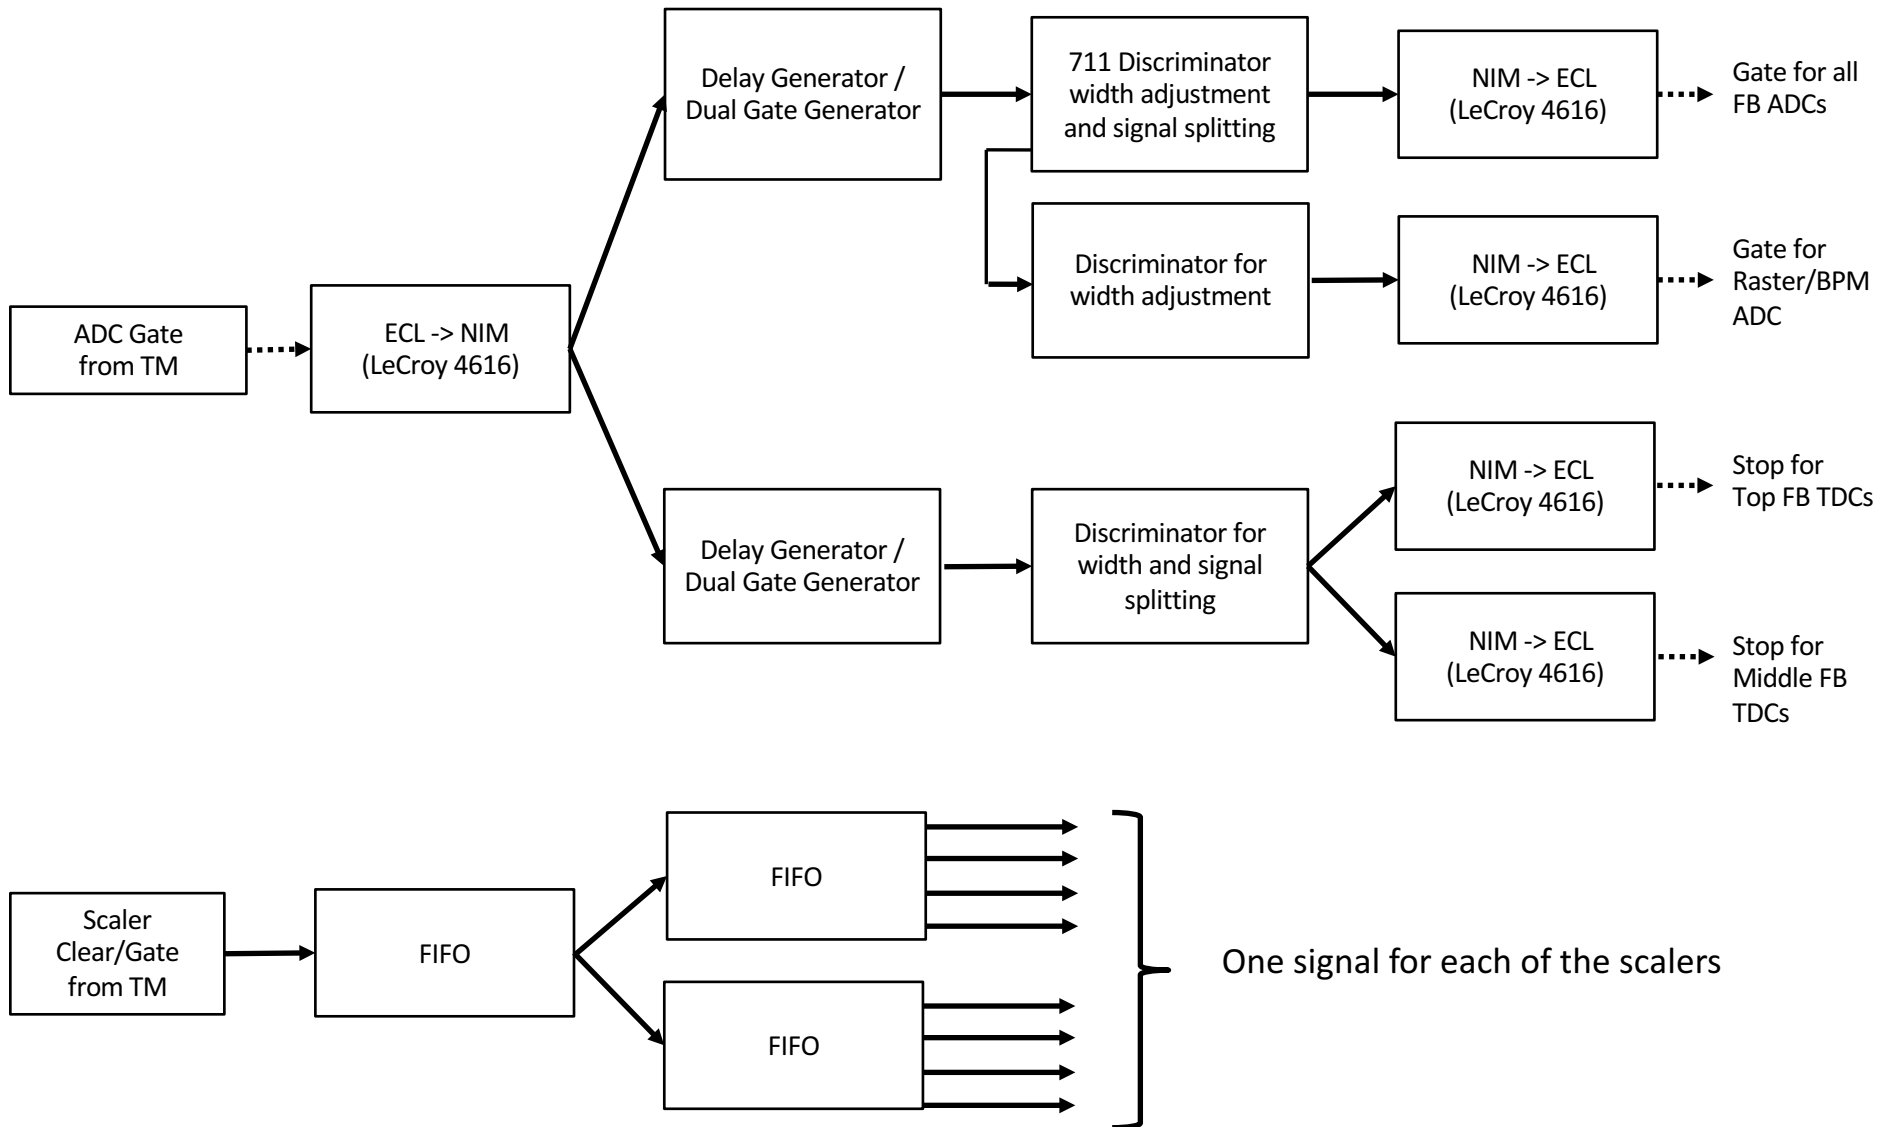 Delay Generator /
Dual Gate Generator
711 Discriminator
width adjustment
and signal splitting
NIM -> ECL
(LeCroy 4616)
Gate for all
FB ADCs
Discriminator for
width adjustment
NIM -> ECL
(LeCroy 4616)
Gate for
Raster/BPM
ADC
ADC Gate
from TM
ECL -> NIM
(LeCroy 4616)
NIM -> ECL
(LeCroy 4616)
Stop for
Top FB TDCs
Delay Generator /
Dual Gate Generator
Discriminator for
width and signal
splitting
NIM -> ECL
(LeCroy 4616)
Stop for
Middle FB
TDCs
Scaler
Clear/Gate
from TM
FIFO
FIFO
FIFO
One signal for each of the scalers